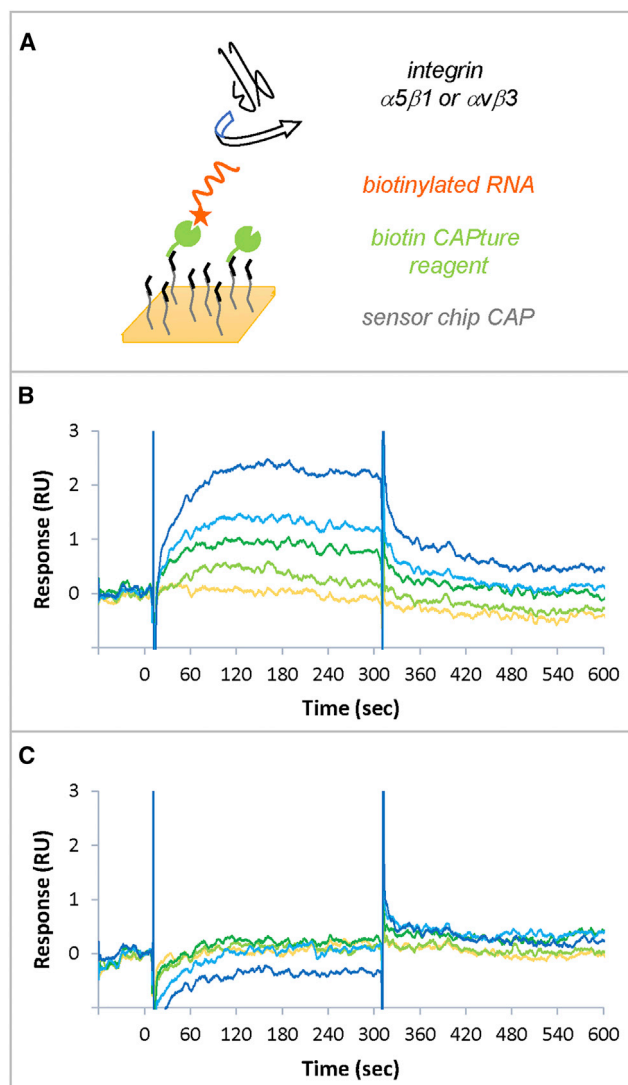 A
integrin
α5β1 or αvβ3
biotinylated RNA
biotin CAPture
reagent
sensor chip CAP
B
3
2
1
0
Response (RU)
0 60 120 180 240 300 360 420 480 540 600
Time (sec)
C
3
2
1
0
Response (RU)
0 60 120 180 240 300 360 420 480 540 600
Time (sec)